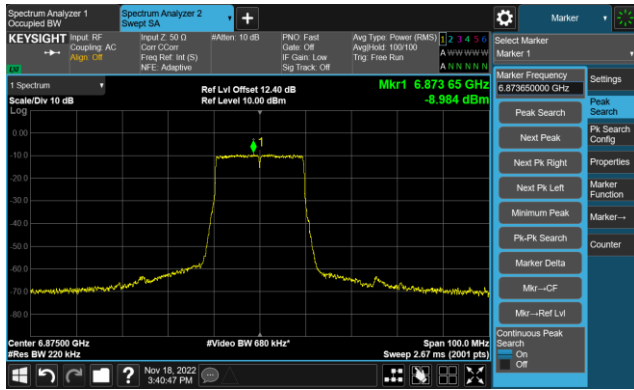 Spectrum Analyzer 1
Occupied BW
Spectrum Analyzer 2
Swept SA
Marker
KEYSIGHT
Input: RF
Coupling: AC
Align: Off
Input Z: 50 Ω
Corr CCorr
Freq Ref: Int (S)
NFE: Adaptive
#Atten: 10 dB
PNO: Fast
Gate: Off
IF Gain: Low
Sig Track: Off
Avg Type: Power (RMS)
Avg|Hold: 100/100
Trig: Free Run
1 2 3 4 5 6
A W W W W W
A N N N N N
Select Marker
Marker 1
1 Spectrum
Scale/Div 10 dB
Log
Ref Lvl Offset 12.40 dB
Ref Level 10.00 dBm
Mkr1 6.873 65 GHz
-8.984 dBm
0.00
-10.0
-20.0
-30.0
-40.0
-50.0
-60.0
-70.0
-80.0
1
Center 6.87500 GHz
#Res BW 220 kHz
#Video BW 680 kHz*
Span 100.0 MHz
Sweep 2.67 ms (2001 pts)
Marker Frequency
6.873650000 GHz
Peak Search
Next Peak
Next Pk Right
Next Pk Left
Minimum Peak
Pk-Pk Search
Marker Delta
Mkr→CF
Mkr→Ref Lvl
Continuous Peak
Search
On
Off
Settings
Peak
Search
Pk Search
Config
Properties
Marker
Function
Marker→
Counter
?
Nov 18, 2022
3:40:47 PM